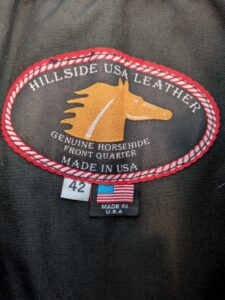 HILLSIDE USA LEATHER
GENUINE HORSEHIDE
FRONT QUARTER
MADE IN USA
42
MADE IN
U.S.A